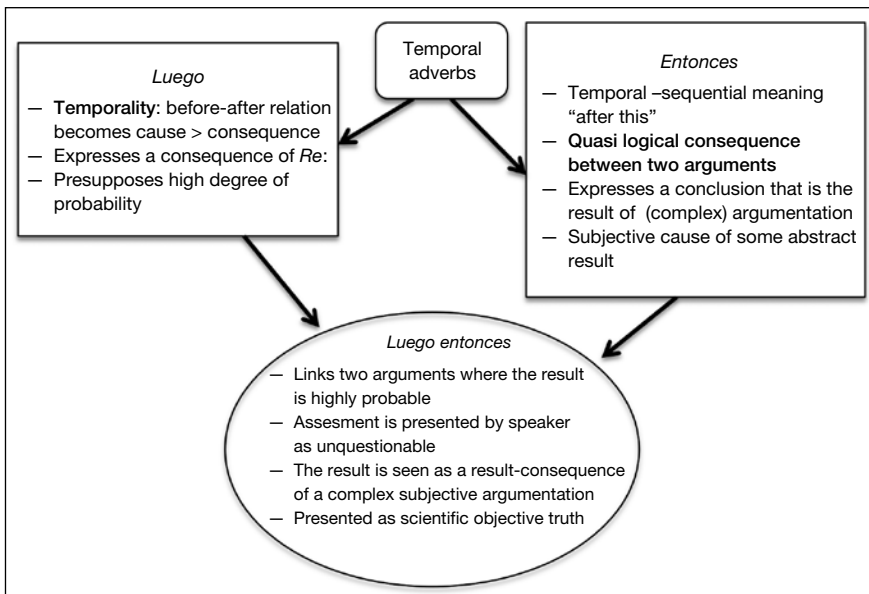 Temporal
adverbs
Luego
— Temporality: before-after relation
becomes cause > consequence
— Expresses a consequence of Re:
— Presupposes high degree of
probability
Entonces
— Temporal –sequential meaning
“after this”
— Quasi logical consequence
between two arguments
— Expresses a conclusion that is the
result of (complex) argumentation
— Subjective cause of some abstract
result
Luego entonces
— Links two arguments where the result
is highly probable
— Assesment is presented by speaker
as unquestionable
— The result is seen as a result-consequence
of a complex subjective argumentation
— Presented as scientific objective truth